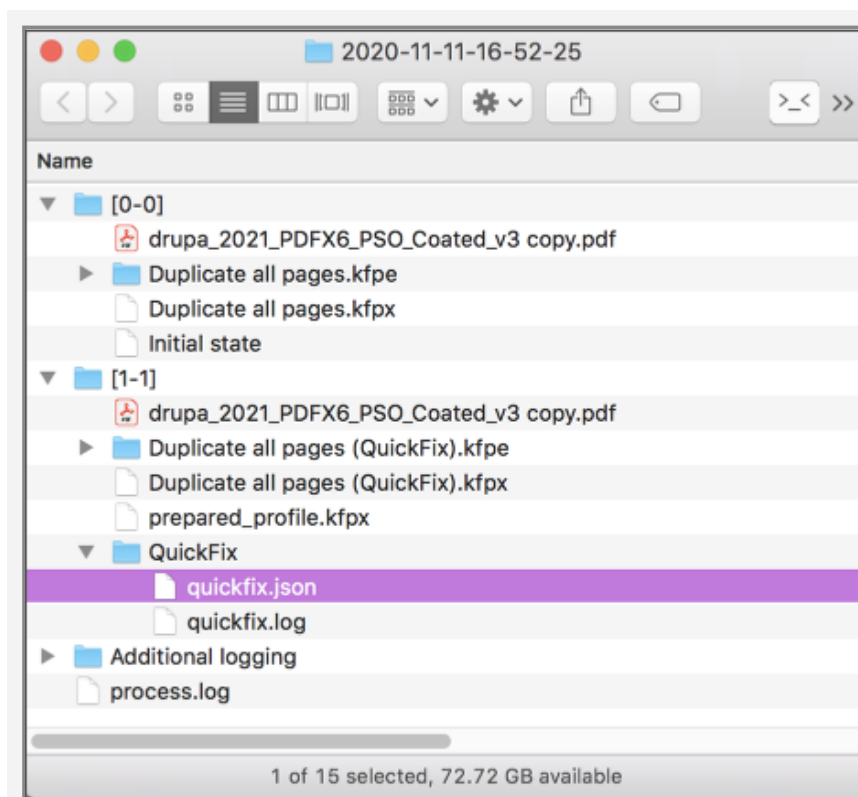 2020-11-11-16-52-25
Name
[0-0]
drupa_2021_PDFX6_PSO_Coated_v3 copy.pdf
Duplicate all pages.kfpe
Duplicate all pages.kfpx
Initial state
[1-1]
drupa_2021_PDFX6_PSO_Coated_v3 copy.pdf
Duplicate all pages (QuickFix).kfpe
Duplicate all pages (QuickFix).kfpx
prepared_profile.kfpx
QuickFix
quickfix.json
quickfix.log
Additional logging
process.log
1 of 15 selected, 72.72 GB available